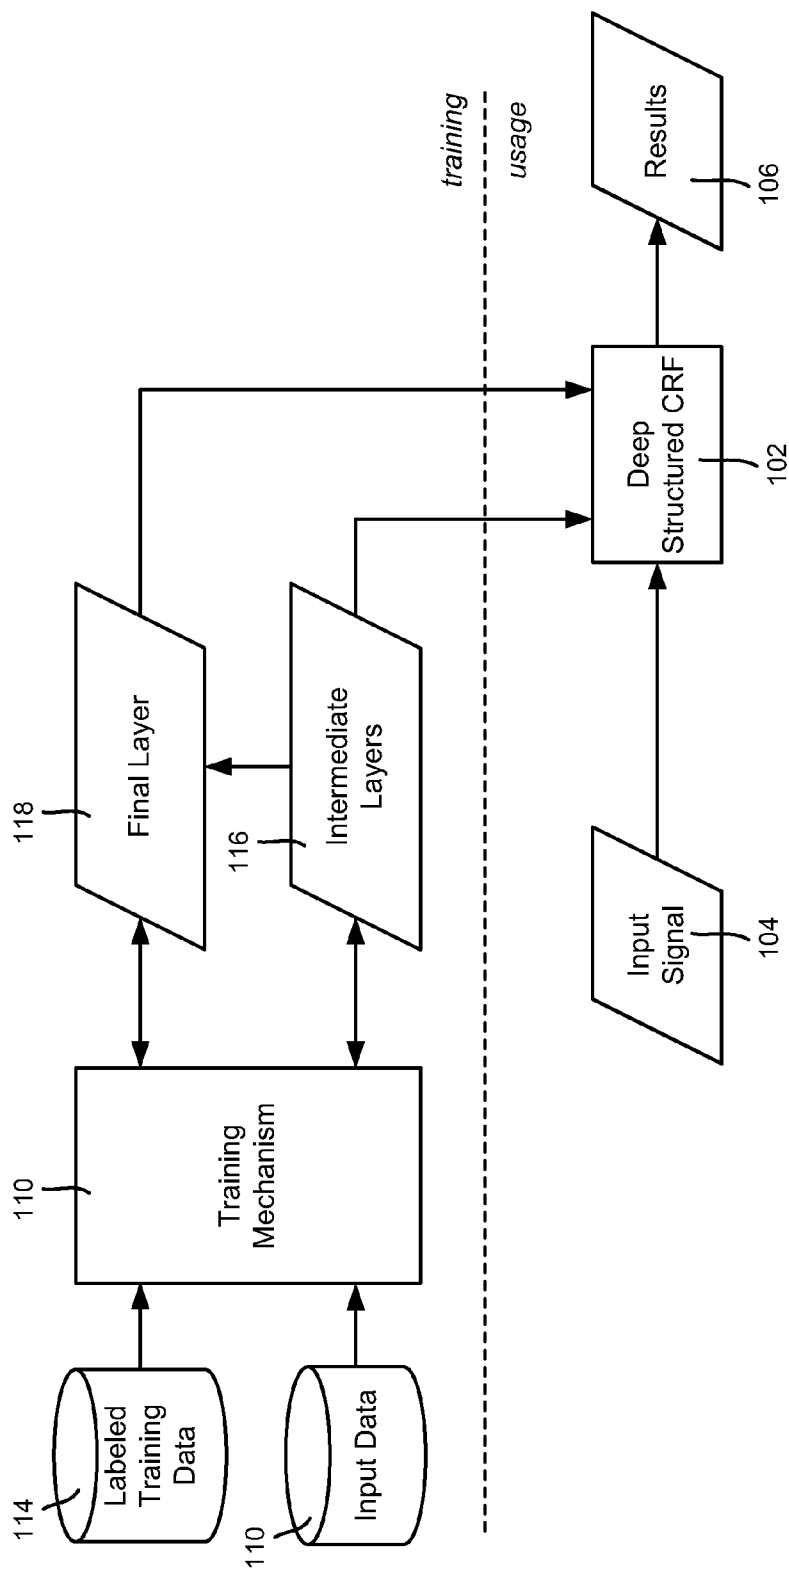 114
Labeled
Training
Data
110
Input Data
110
Training
Mechanism
118
Final Layer
116
Intermediate
Layers
training
usage
Input
Signal
104
Deep
Structured CRF
102
Results
106